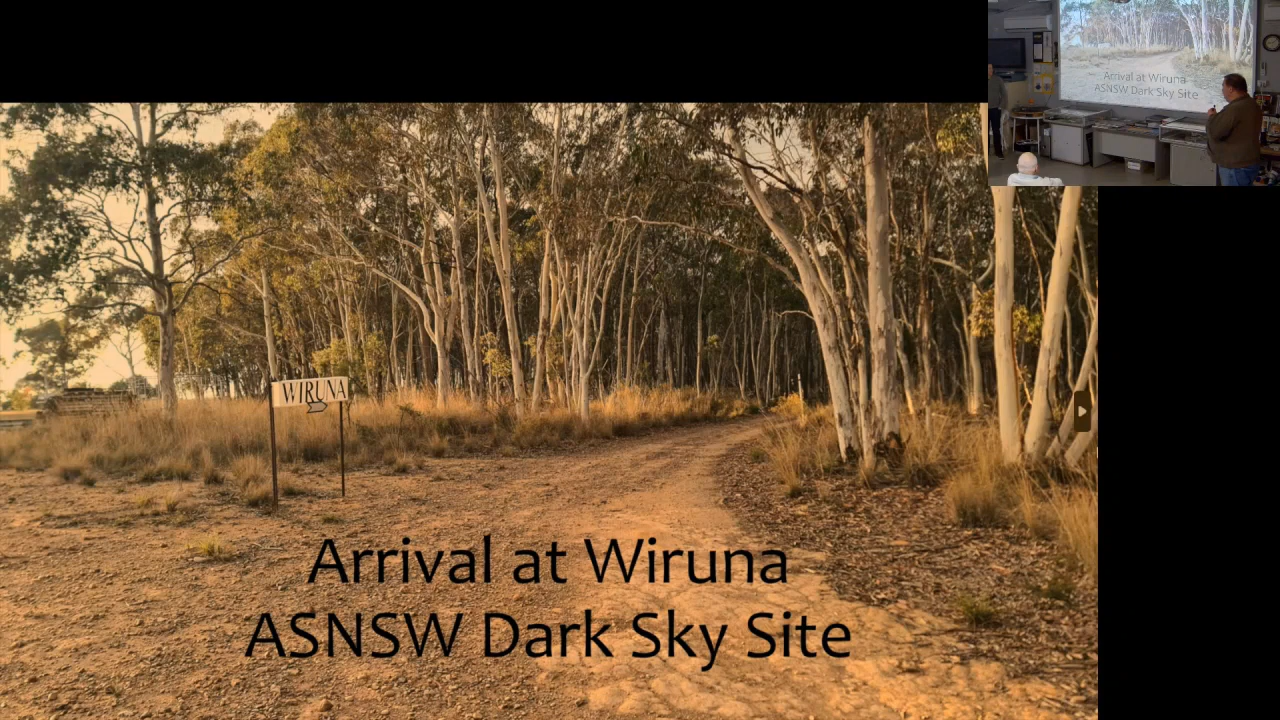 WIRUNA
Arrival at Wiruna
ASNSW Dark Sky Site
Arrival at Wiruna
ASNSW Dark Sky Site